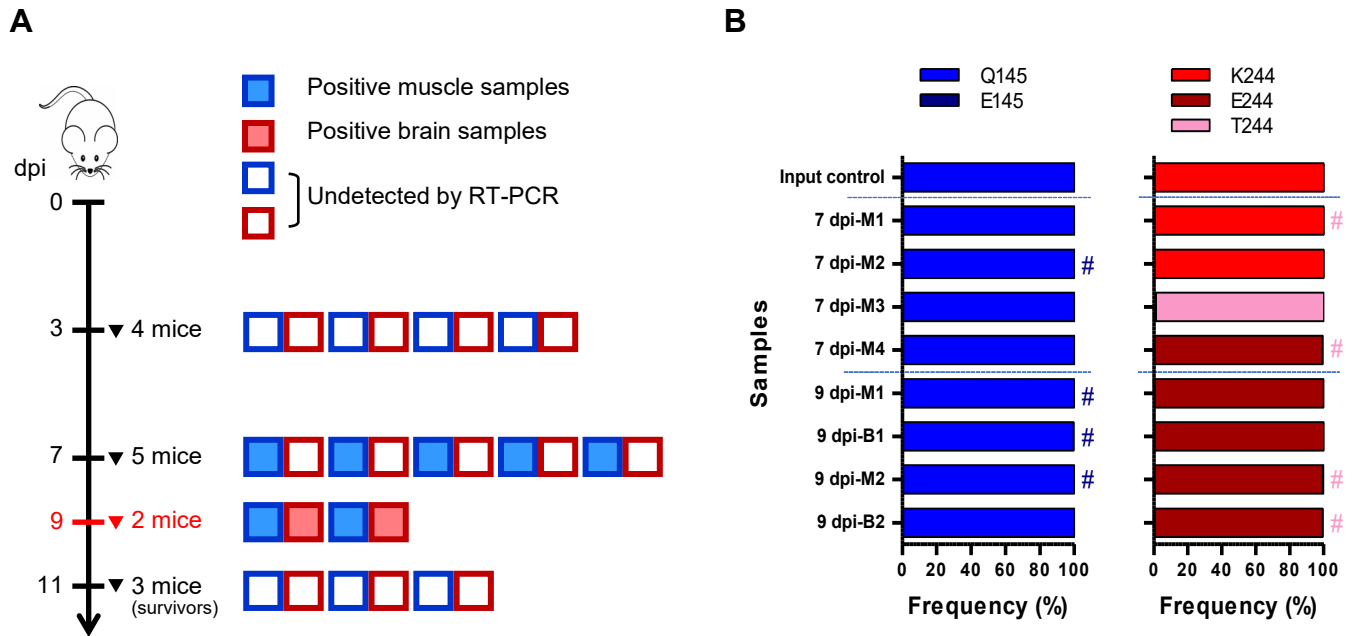 A
Positive muscle samples
Positive brain samples
Undetected by RT-PCR
dpi
0
3
4 mice
7
5 mice
9
2 mice
11
3 mice
(survivors)
B
Q145
E145
K244
E244
T244
Samples
Input control
7 dpi-M1
#
7 dpi-M2
#
7 dpi-M3
7 dpi-M4
#
9 dpi-M1
#
9 dpi-B1
#
9 dpi-M2
# #
9 dpi-B2
#
0 20 40 60 80 100
0 20 40 60 80 100
Frequency (%)
Frequency (%)